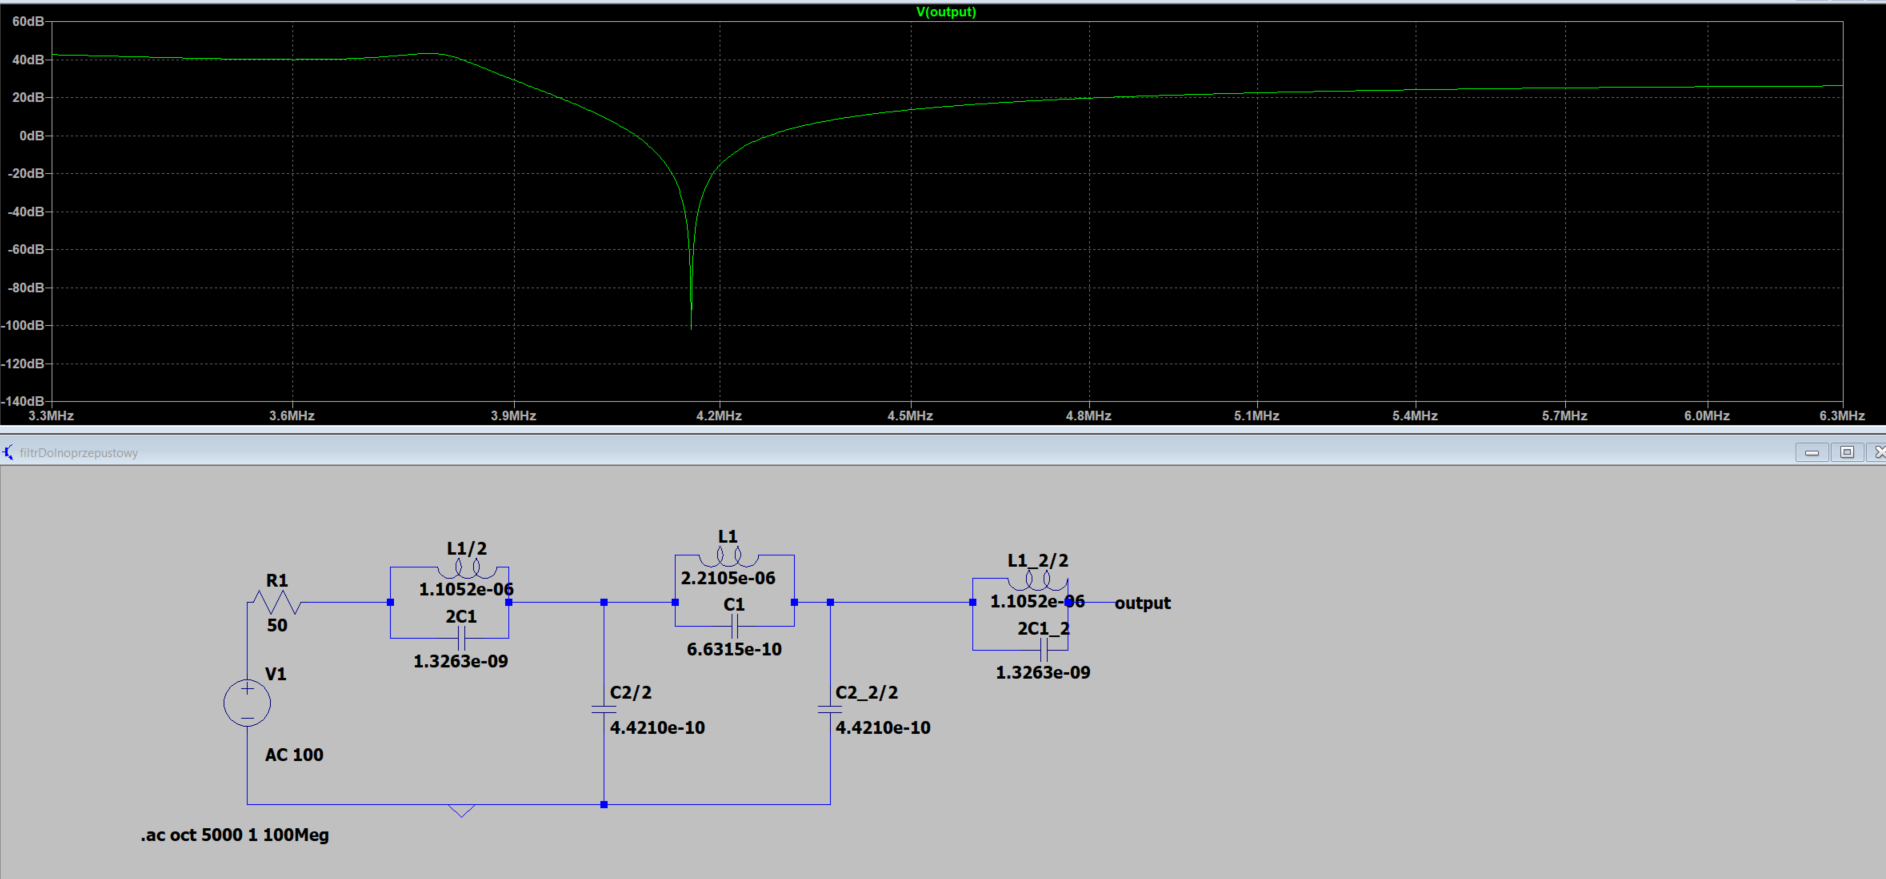 V(output)
60dB
40dB
20dB
0dB
-20dB
-40dB
-60dB
-80dB
-100dB
-120dB
-140dB
3.3MHz 3.6MHz 3.9MHz 4.2MHz 4.5MHz 4.8MHz 5.1MHz 5.4MHz 5.7MHz 6.0MHz 6.3MHz
filtrDolnoprzepustowy
L1/2
1.1052e-06
2C1
1.3263e-09
R1
50
V1
AC 100
L1
2.2105e-06
C1
6.6315e-10
C2/2
4.4210e-10
C2_2/2
4.4210e-10
L1_2/2
1.1052e-06
2C1_2
1.3263e-09
output
.ac oct 5000 1 100Meg